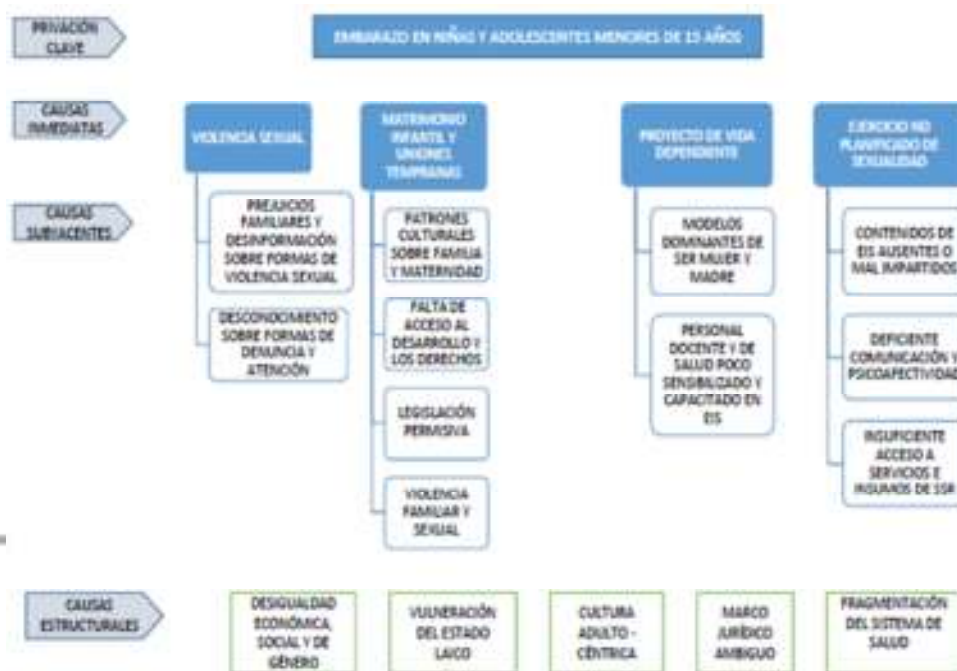 PRIVACIÓN
CLAVE
EMBARAZO EN NIÑAS Y ADOLESCENTES MENORES DE 15 AÑOS
CAUSAS
INMEDIATAS
VIOLENCIA SEXUAL
MATRIMONIO
INFANTIL Y
UNIONES
TEMPRANAS
PROYECTO DE VIDA
DEPENDIENTE
EJERCICIO NO
PLANIFICADO DE
SEXUALIDAD
CAUSAS
SUBYACENTES
PREJUICIOS
FAMILIARES Y
DESINFORMACIÓN
SOBRE FORMAS DE
VIOLENCIA SEXUAL
DESCONOCIMIENTO
SOBRE FORMAS DE
DENUNCIA Y
ATENCIÓN
PATRONES
CULTURALES
SOBRE FAMILIA
Y MATERNIDAD
FALTA DE
ACCESO AL
DESARROLLO Y
LOS DERECHOS
LEGISLACIÓN
PERMISIVA
VIOLENCIA
FAMILIAR Y
SEXUAL
MODELOS
DOMINANTES DE
SER MUJER Y
MADRE
PERSONAL
DOCENTE Y DE
SALUD POCO
SENSIBILIZADO Y
CAPACITADO EN
EIS
CONTENIDOS DE
EIS AUSENTES O
MAL IMPARTIDOS
DEFICIENTE
COMUNICACIÓN Y
PSICOAFECTIVIDAD
INSUFICIENTE
ACCESO A
SERVICIOS E
INSUMOS DE SSR
CAUSAS
ESTRUCTURALES
DESIGUALDAD
ECONÓMICA,
SOCIAL Y DE
GÉNERO
VULNERACIÓN
DEL ESTADO
LAICO
CULTURA
ADULTO -
CÉNTRICA
MARCO
JURÍDICO
AMBIGUO
FRAGMENTACIÓN
DEL SISTEMA DE
SALUD